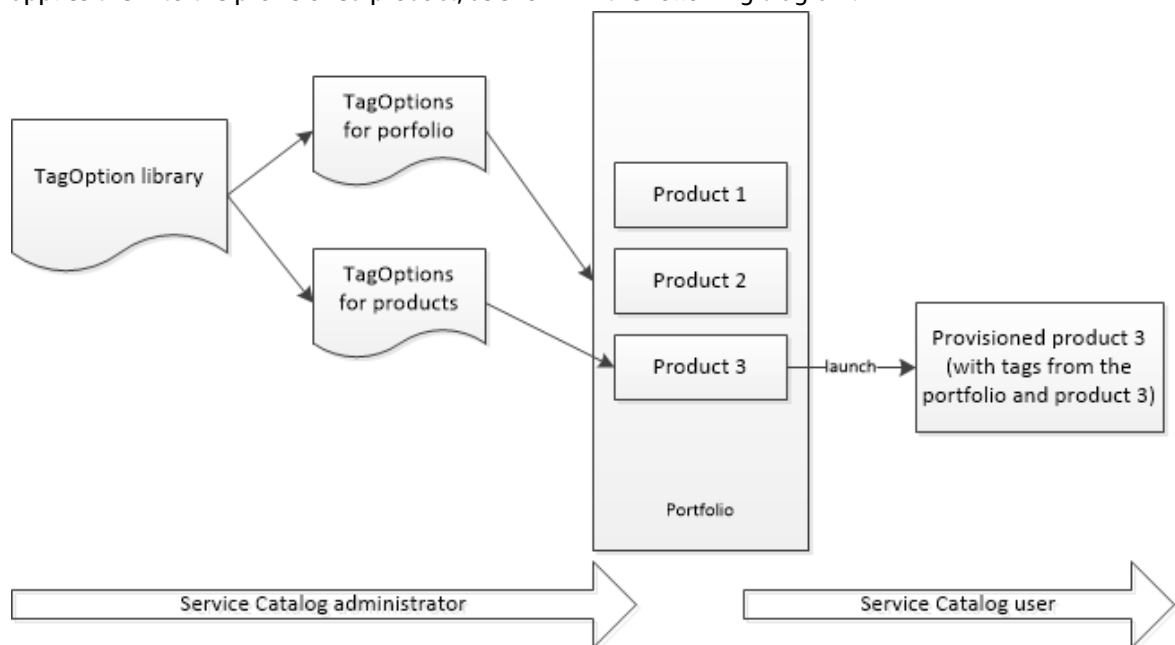 TagOptions
for porfolio
TagOption library
Product 1
TagOptions
for products
Product 2
Product 3
launch
Provisioned product 3
(with tags from the
portfolio and product 3)
Portfolio
Service Catalog administrator
Service Catalog user